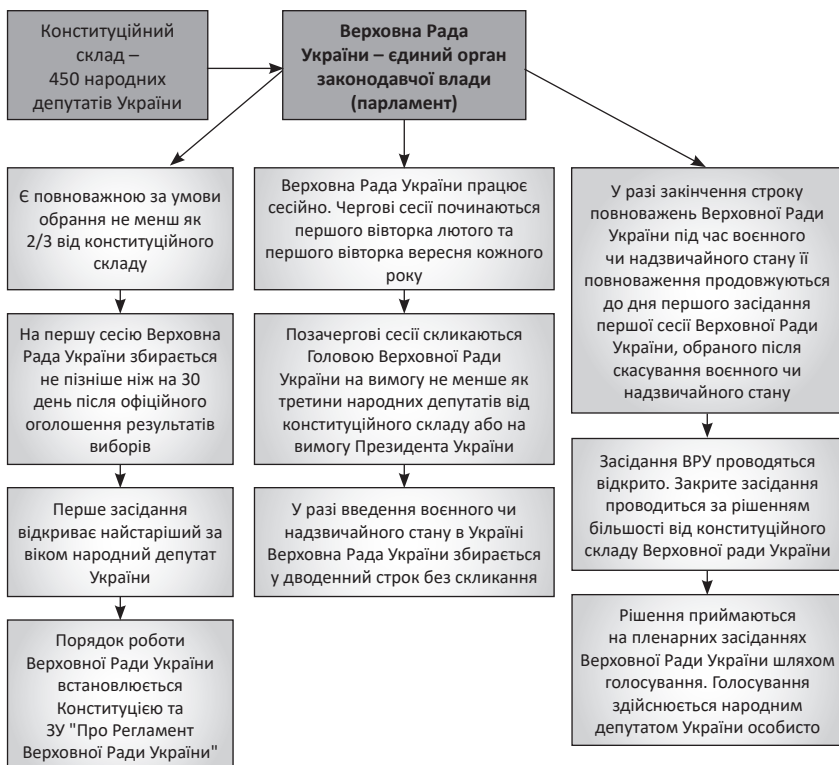 Конституційний
склад –
450 народних
депутатів України
Верховна Рада
України – єдиний орган
законодавчої влади
(парламент)
Є повноважною за умови
обрання не менш як
2/3 від конституційного
складу
На першу сесію Верховна
Рада України збирається
не пізніше ніж на 30
день після офіційного
оголошення результатів
виборів
Перше засідання
відкриває найстаріший за
віком народний депутат
України
Порядок роботи
Верховної Ради України
встановлюється
Конституцією та
ЗУ "Про Регламент
Верховної Ради України"
Верховна Рада України працює
сесійно. Чергові сесії починаються
першого вівторка лютого та
першого вівторка вересня кожного
року
Позачергові сесії скликаються
Головою Верховної Ради
України на вимогу не менше як
третини народних депутатів від
конституційного складу або на
вимогу Президента України
У разі введення воєнного чи
надзвичайного стану в Україні
Верховна Рада України збирається
у дводенний строк без скликання
У разі закінчення строку
повноважень Верховної Ради
України під час воєнного
чи надзвичайного стану її
повноваження продовжуються
до дня першого засідання
першої сесії Верховної Ради
України, обраного після
скасування воєнного чи
надзвичайного стану
Засідання ВРУ проводяться
відкрито. Закрите засідання
проводиться за рішенням
більшості від конституційного
складу Верховної ради України
Рішення приймаються
на пленарних засіданнях
Верховної Ради України шляхом
голосування. Голосування
здійснюється народним
депутатом України особисто